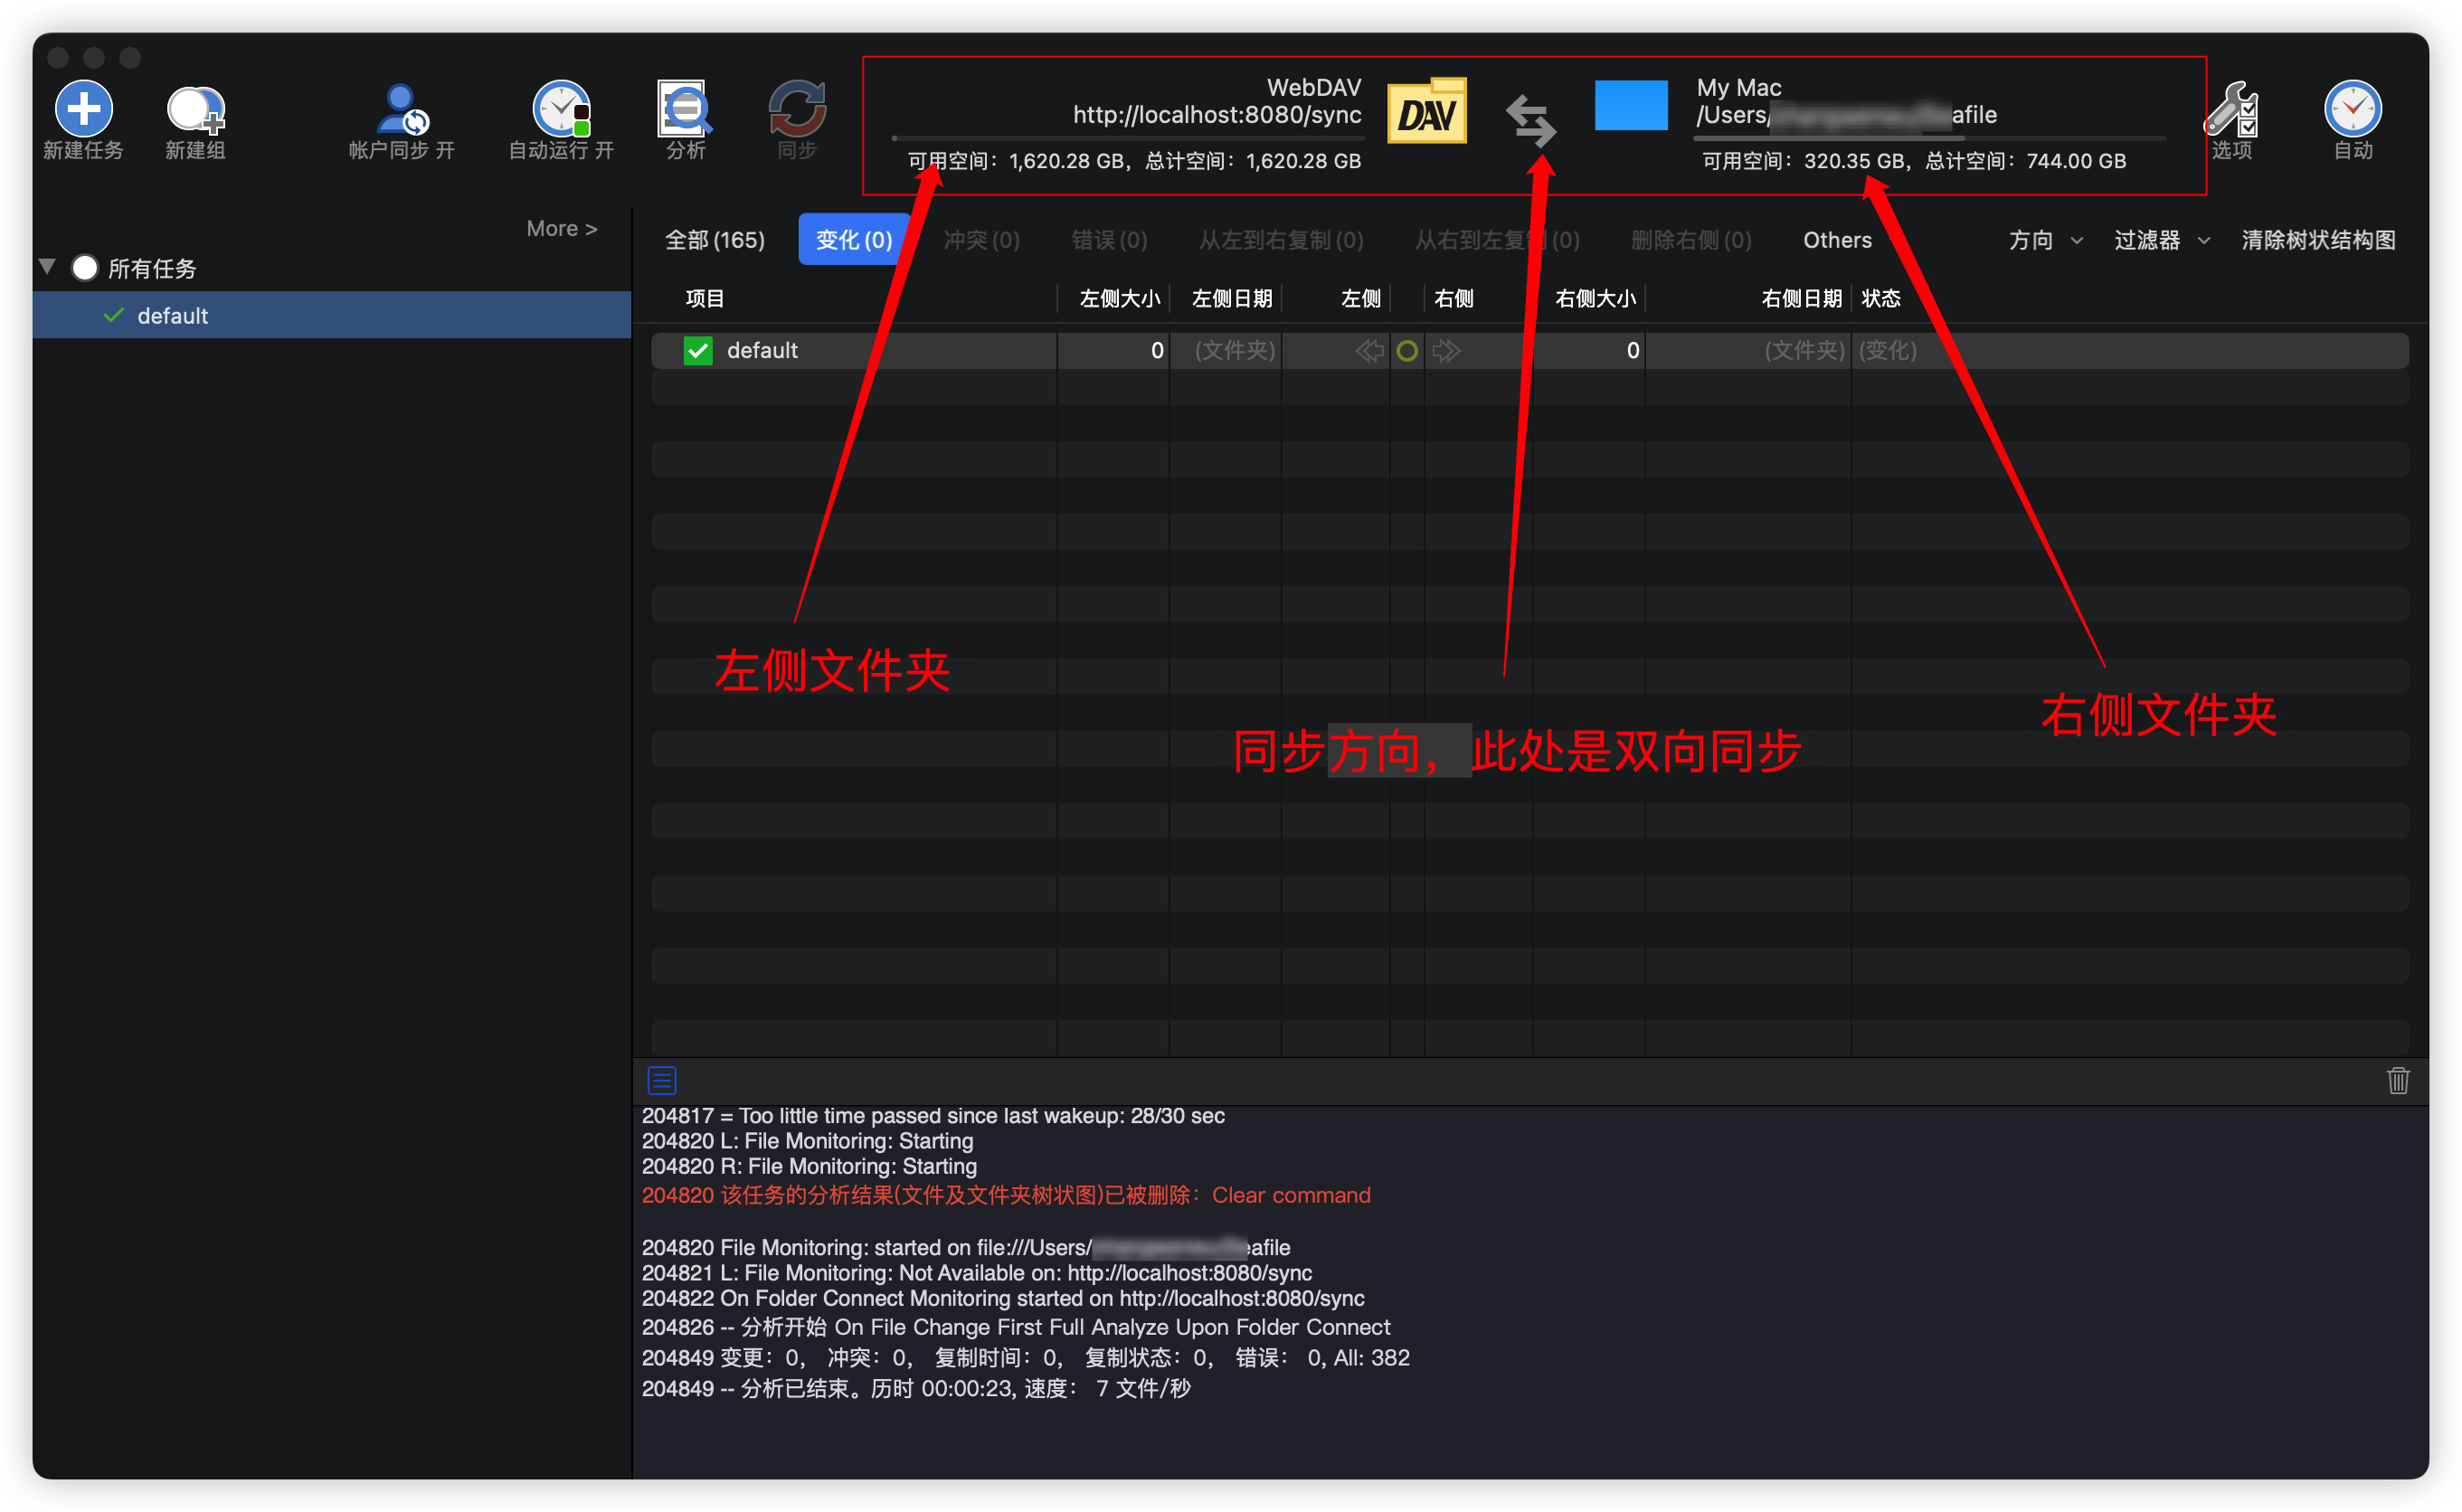 WebDAV
http://localhost:8080/sync
可用空间：1,620.28 GB，总计空间：1,620.28 GB
DAV
My Mac
/Users/ afile
可用空间：320.35 GB，总计空间：744.00 GB
新建任务
新建组
帐户同步 开
自动运行 开
分析
同步
选项
自动
More >
所有任务
default
全部 (165) 变化 (0) 冲突 (0) 错误 (0) 从左到右复制 (0) 从右到左复制 (0) 删除右侧 (0) Others 方向 过滤器 清除树状结构图
项目 左侧大小 左侧日期 左侧 右侧 右侧大小 右侧日期 状态
default 0 (文件夹) 0 (文件夹) (变化)
左侧文件夹
同步方向，此处是双向同步
右侧文件夹
204817 = Too little time passed since last wakeup: 28/30 sec
204820 L: File Monitoring: Starting
204820 R: File Monitoring: Starting
204820 该任务的分析结果(文件及文件夹树状图)已被删除：Clear command
204820 File Monitoring: started on file:///Users/ eafile
204821 L: File Monitoring: Not Available on: http://localhost:8080/sync
204822 On Folder Connect Monitoring started on http://localhost:8080/sync
204826 -- 分析开始 On File Change First Full Analyze Upon Folder Connect
204849 变更：0， 冲突：0， 复制时间：0， 复制状态：0， 错误： 0, All: 382
204849 -- 分析已结束。历时 00:00:23, 速度： 7 文件/秒